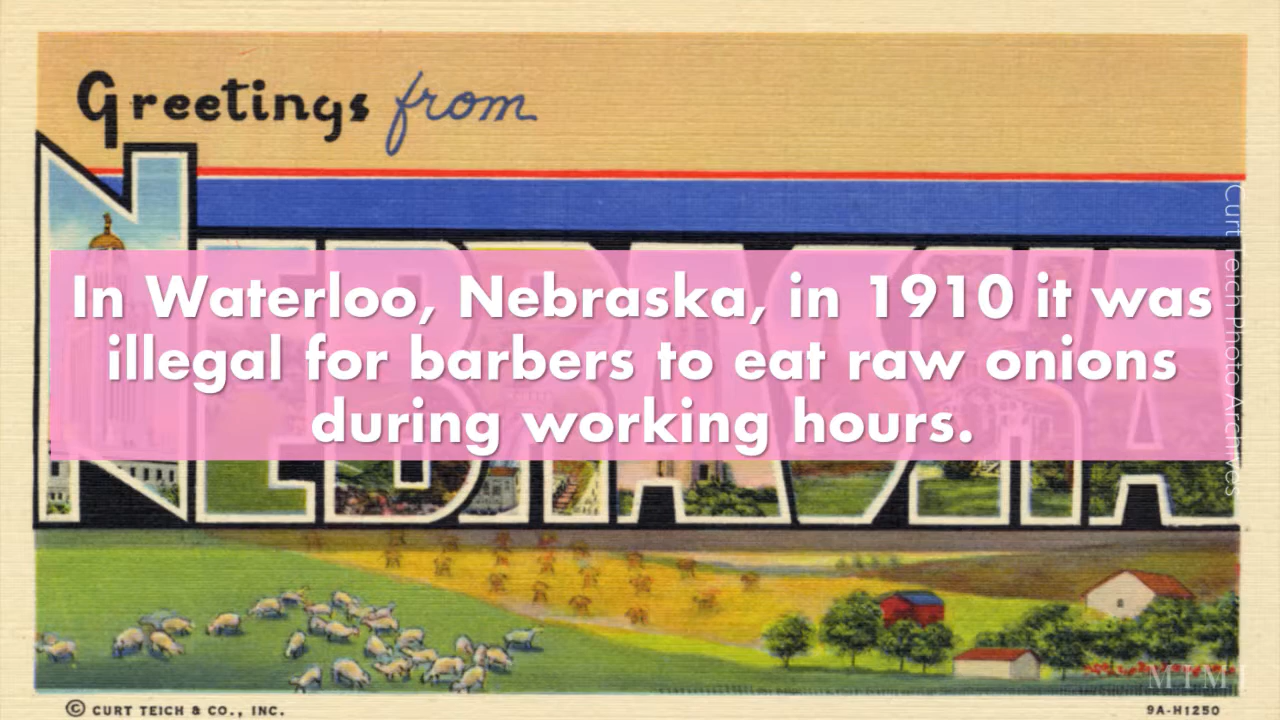 Greetings from
NEBRASKA
In Waterloo, Nebraska, in 1910 it was
illegal for barbers to eat raw onions
during working hours.
Curt Teich Photo Archives
© CURT TEICH & CO., INC.
9A-H1250